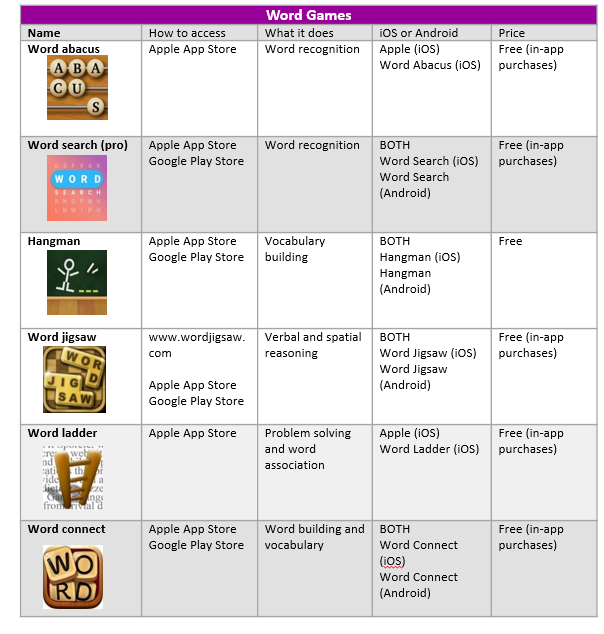 Word Games
Name How to access What it does iOS or Android Price
Word abacus
A B A
C U
S
Apple App Store
Word recognition
Apple (iOS)
Word Abacus (iOS)
Free (in-app
purchases)
Word search (pro)
WORD
SEARCH
Apple App Store
Google Play Store
Word recognition
BOTH
Word Search (iOS)
Word Search
(Android)
Free (in-app
purchases)
Hangman
Apple App Store
Google Play Store
Vocabulary
building
BOTH
Hangman (iOS)
Hangman
(Android)
Free
Word jigsaw
WOR
D
JIG
SAW
www.wordjigsaw.
com
Apple App Store
Google Play Store
Verbal and spatial
reasoning
BOTH
Word Jigsaw (iOS)
Word Jigsaw
(Android)
Free (in-app
purchases)
Word ladder
Apple App Store
Problem solving
and word
association
Apple (iOS)
Word Ladder (iOS)
Free (in-app
purchases)
Word connect
WO
RD
Apple App Store
Google Play Store
Word building and
vocabulary
BOTH
Word Connect
(iOS)
Word Connect
(Android)
Free (in-app
purchases)